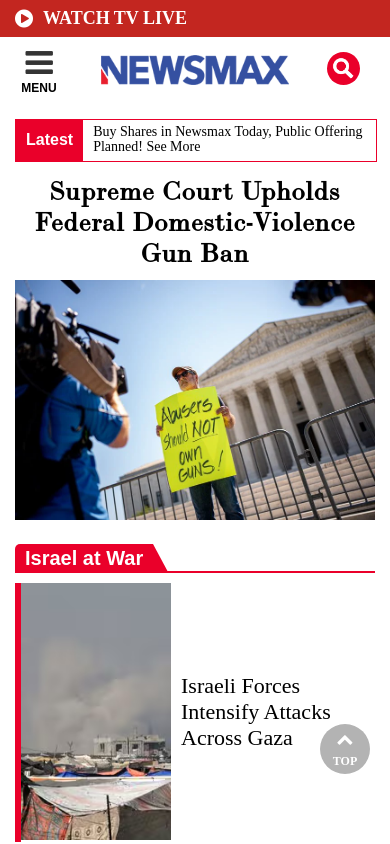 WATCH TV LIVE
MENU
NEWSMAX
Latest
Buy Shares in Newsmax Today, Public Offering
Planned! See More
Supreme Court Upholds
Federal Domestic-Violence
Gun Ban
Abusers
Should NOT
own
GUNS!
Israel at War
Israeli Forces
Intensify Attacks
Across Gaza
TOP